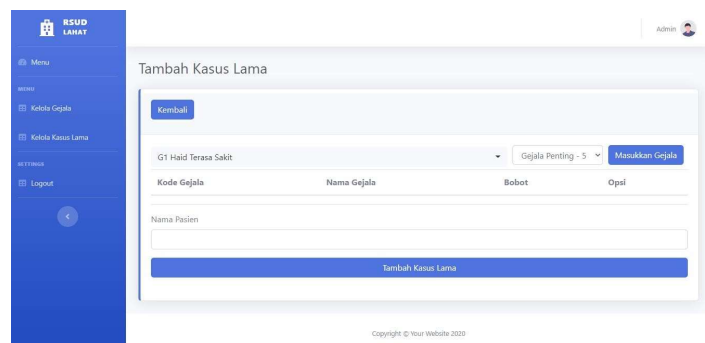 RSUD
LAHAT
Admin
Menu
MENU
Kelola Gejala
Kelola Kasus Lama
SETTINGS
Logout
Tambah Kasus Lama
Kembali
G1 Haid Terasa Sakit
Gejala Penting - 5
Masukkan Gejala
Kode Gejala Nama Gejala Bobot Opsi
Nama Pasien
Tambah Kasus Lama
Copyright © Your Website 2020